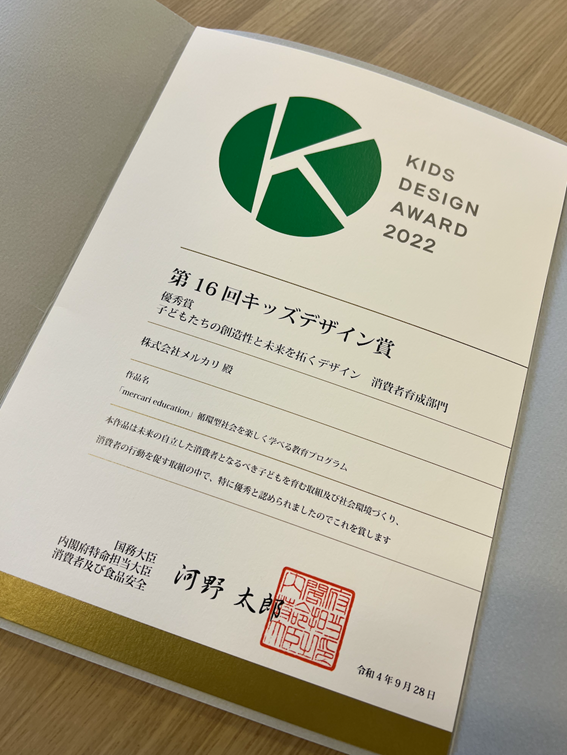 KIDS
DESIGN
AWARD
2022
第16回キッズデザイン賞
優秀賞
子どもたちの創造性と未来を拓くデザイン 消費者育成部門
株式会社メルカリ 殿
作品名
「mercari education」循環型社会を楽しく学べる教育プログラム
本作品は未来の自立した消費者となるべき子どもを育む取組及び社会環境づくり、
消費者の行動を促す取組の中で、特に優秀と認められましたのでこれを賞します
国務大臣
内閣府特命担当大臣
消費者及び食品安全
河野 太郎
令和4年9月28日